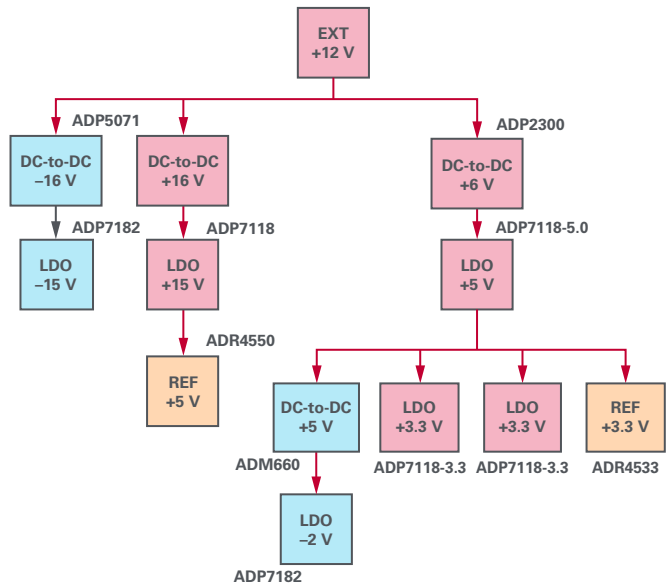 EXT
+12 V
ADP5071
ADP2300
DC-to-DC
–16 V
DC-to-DC
+16 V
DC-to-DC
+6 V
ADP7182
ADP7118
ADP7118-5.0
LDO
–15 V
LDO
+15 V
LDO
+5 V
ADR4550
REF
+5 V
DC-to-DC
+5 V
LDO
+3.3 V
LDO
+3.3 V
REF
+3.3 V
ADM660
ADP7118-3.3
ADP7118-3.3
ADR4533
LDO
–2 V
ADP7182